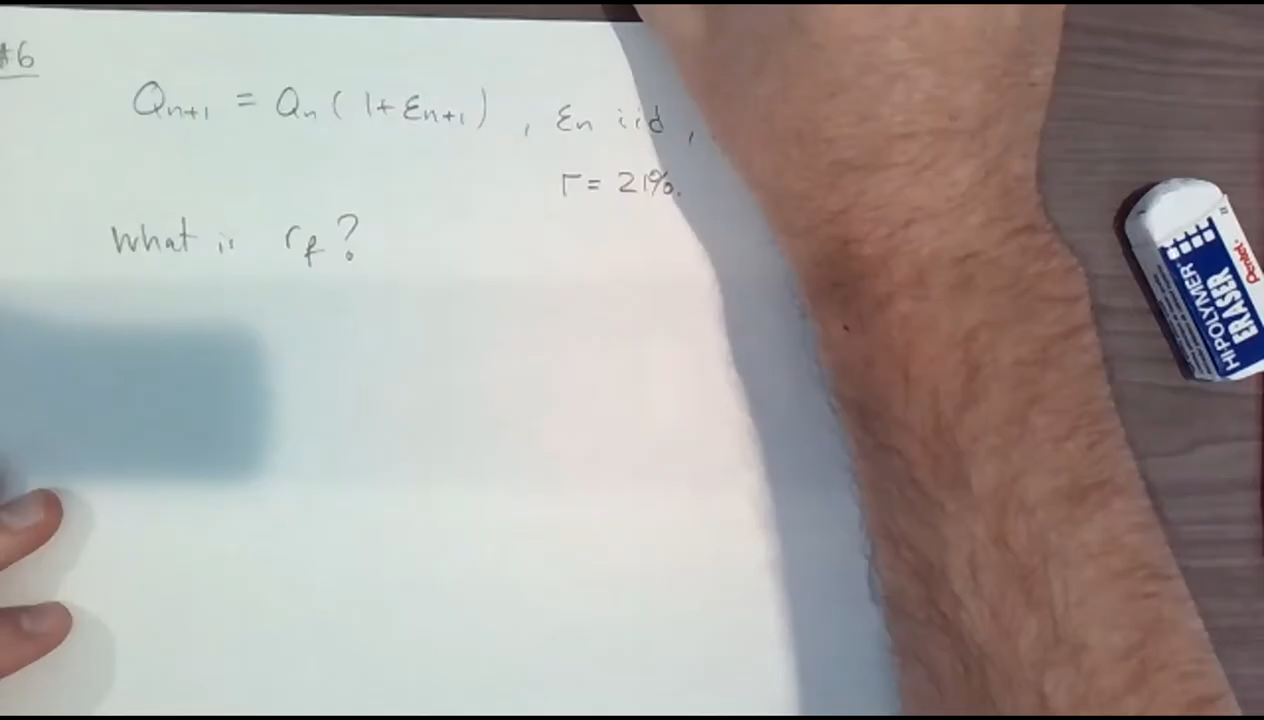 #6
Qn+1 = Qn ( 1 + εn+1 ) , εn iid ,
r = 21%.
What is rf ?
Pentel
HI-POLYMER
ERASER